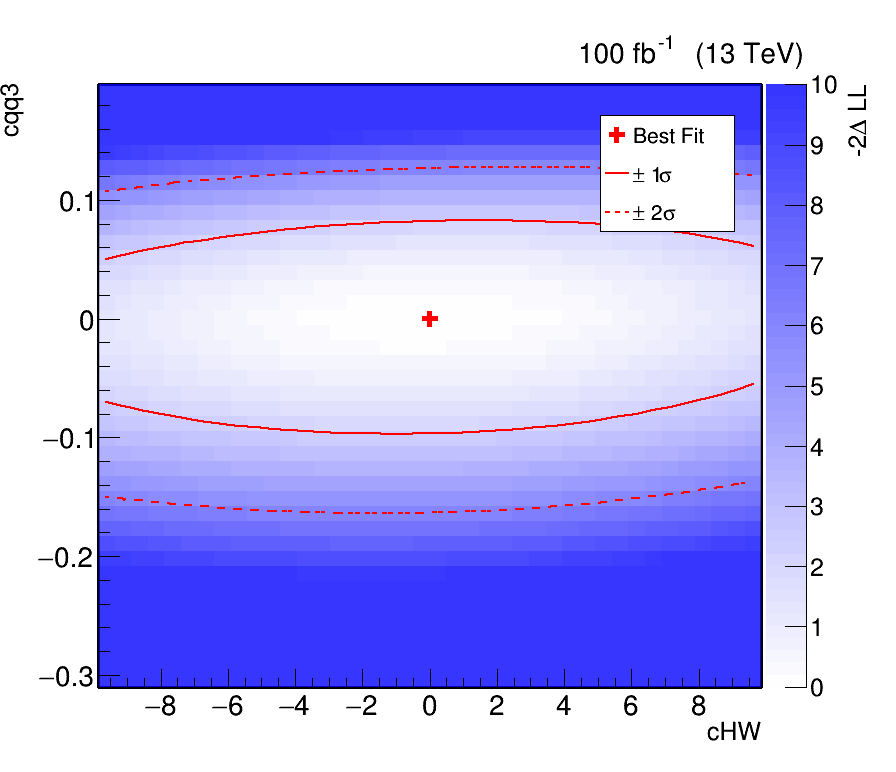 100 fb⁻¹ (13 TeV)
cqq3
-2Δ LL
Best Fit
± 1σ
± 2σ
0.1
0
−0.1
−0.2
−0.3
−8 −6 −4 −2 0 2 4 6 8
cHW
10
9
8
7
6
5
4
3
2
1
0